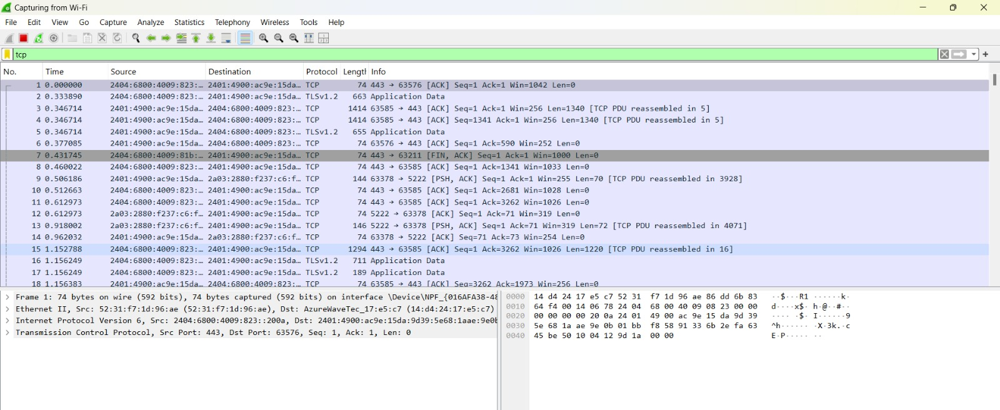 Capturing from Wi-Fi
File Edit View Go Capture Analyze Statistics Telephony Wireless Tools Help
tcp
No. Time Source Destination Protocol Length Info
1 0.000000 2404:6800:4009:823:… 2401:4900:ac9e:15da… TCP 74 443 → 63576 [ACK] Seq=1 Ack=1 Win=1042 Len=0
2 0.333890 2404:6800:4009:823:… 2401:4900:ac9e:15da… TLSv1.2 663 Application Data
3 0.346714 2401:4900:ac9e:15da… 2404:6800:4009:823:… TCP 1414 63585 → 443 [ACK] Seq=1 Ack=1 Win=256 Len=1340 [TCP PDU reassembled in 5]
4 0.346714 2401:4900:ac9e:15da… 2404:6800:4009:823:… TCP 1414 63585 → 443 [ACK] Seq=1341 Ack=1 Win=256 Len=1340 [TCP PDU reassembled in 5]
5 0.346714 2401:4900:ac9e:15da… 2404:6800:4009:823:… TLSv1.2 655 Application Data
6 0.377085 2401:4900:ac9e:15da… 2404:6800:4009:823:… TCP 74 63576 → 443 [ACK] Seq=1 Ack=590 Win=252 Len=0
7 0.431745 2404:6800:4009:81b:… 2401:4900:ac9e:15da… TCP 74 443 → 63211 [FIN, ACK] Seq=1 Ack=1 Win=1000 Len=0
8 0.460022 2404:6800:4009:823:… 2401:4900:ac9e:15da… TCP 74 443 → 63585 [ACK] Seq=1 Ack=1341 Win=1033 Len=0
9 0.506186 2401:4900:ac9e:15da… 2a03:2880:f237:c6:f… TCP 144 63378 → 5222 [PSH, ACK] Seq=1 Ack=1 Win=255 Len=70 [TCP PDU reassembled in 3928]
10 0.512663 2404:6800:4009:823:… 2401:4900:ac9e:15da… TCP 74 443 → 63585 [ACK] Seq=1 Ack=2681 Win=1028 Len=0
11 0.612973 2404:6800:4009:823:… 2401:4900:ac9e:15da… TCP 74 443 → 63585 [ACK] Seq=1 Ack=3262 Win=1026 Len=0
12 0.612973 2a03:2880:f237:c6:f… 2401:4900:ac9e:15da… TCP 74 5222 → 63378 [ACK] Seq=1 Ack=71 Win=319 Len=0
13 0.918002 2a03:2880:f237:c6:f… 2401:4900:ac9e:15da… TCP 146 5222 → 63378 [PSH, ACK] Seq=1 Ack=71 Win=319 Len=72 [TCP PDU reassembled in 4071]
14 0.962032 2401:4900:ac9e:15da… 2a03:2880:f237:c6:f… TCP 74 63378 → 5222 [ACK] Seq=71 Ack=73 Win=254 Len=0
15 1.152788 2404:6800:4009:823:… 2401:4900:ac9e:15da… TCP 1294 443 → 63585 [ACK] Seq=1 Ack=3262 Win=1026 Len=1220 [TCP PDU reassembled in 16]
16 1.156249 2404:6800:4009:823:… 2401:4900:ac9e:15da… TLSv1.2 711 Application Data
17 1.156249 2404:6800:4009:823:… 2401:4900:ac9e:15da… TLSv1.2 189 Application Data
18 1.156383 2401:4900:ac9e:15da… 2404:6800:4009:823:… TCP 74 63585 → 443 [ACK] Seq=3262 Ack=1973 Win=256 Len=0
Frame 1: 74 bytes on wire (592 bits), 74 bytes captured (592 bits) on interface \Device\NPF_{016AFA38-48
Ethernet II, Src: 52:31:f7:1d:96:ae (52:31:f7:1d:96:ae), Dst: AzureWaveTec_17:e5:c7 (14:d4:24:17:e5:c7)
Internet Protocol Version 6, Src: 2404:6800:4009:823::200a, Dst: 2401:4900:ac9e:15da:9d39:5e68:1aae:9e0b
Transmission Control Protocol, Src Port: 443, Dst Port: 63576, Seq: 1, Ack: 1, Len: 0
0000 14 d4 24 17 e5 c7 52 31 f7 1d 96 ae 86 dd 6b 83 ··$···R1 ······k·
0010 64 f4 00 14 06 78 24 04 68 00 40 09 08 23 00 00 d····x$· h·@··#··
0020 00 00 00 00 20 0a 24 01 49 00 ac 9e 15 da 9d 39 ···· ·$· I······9
0030 5e 68 1a ae 9e 0b 01 bb f8 58 91 33 6b 2e fa 63 ^h······ ·X·3k.·c
0040 45 be 50 10 04 12 9d 1a 00 00 E·P····· ··